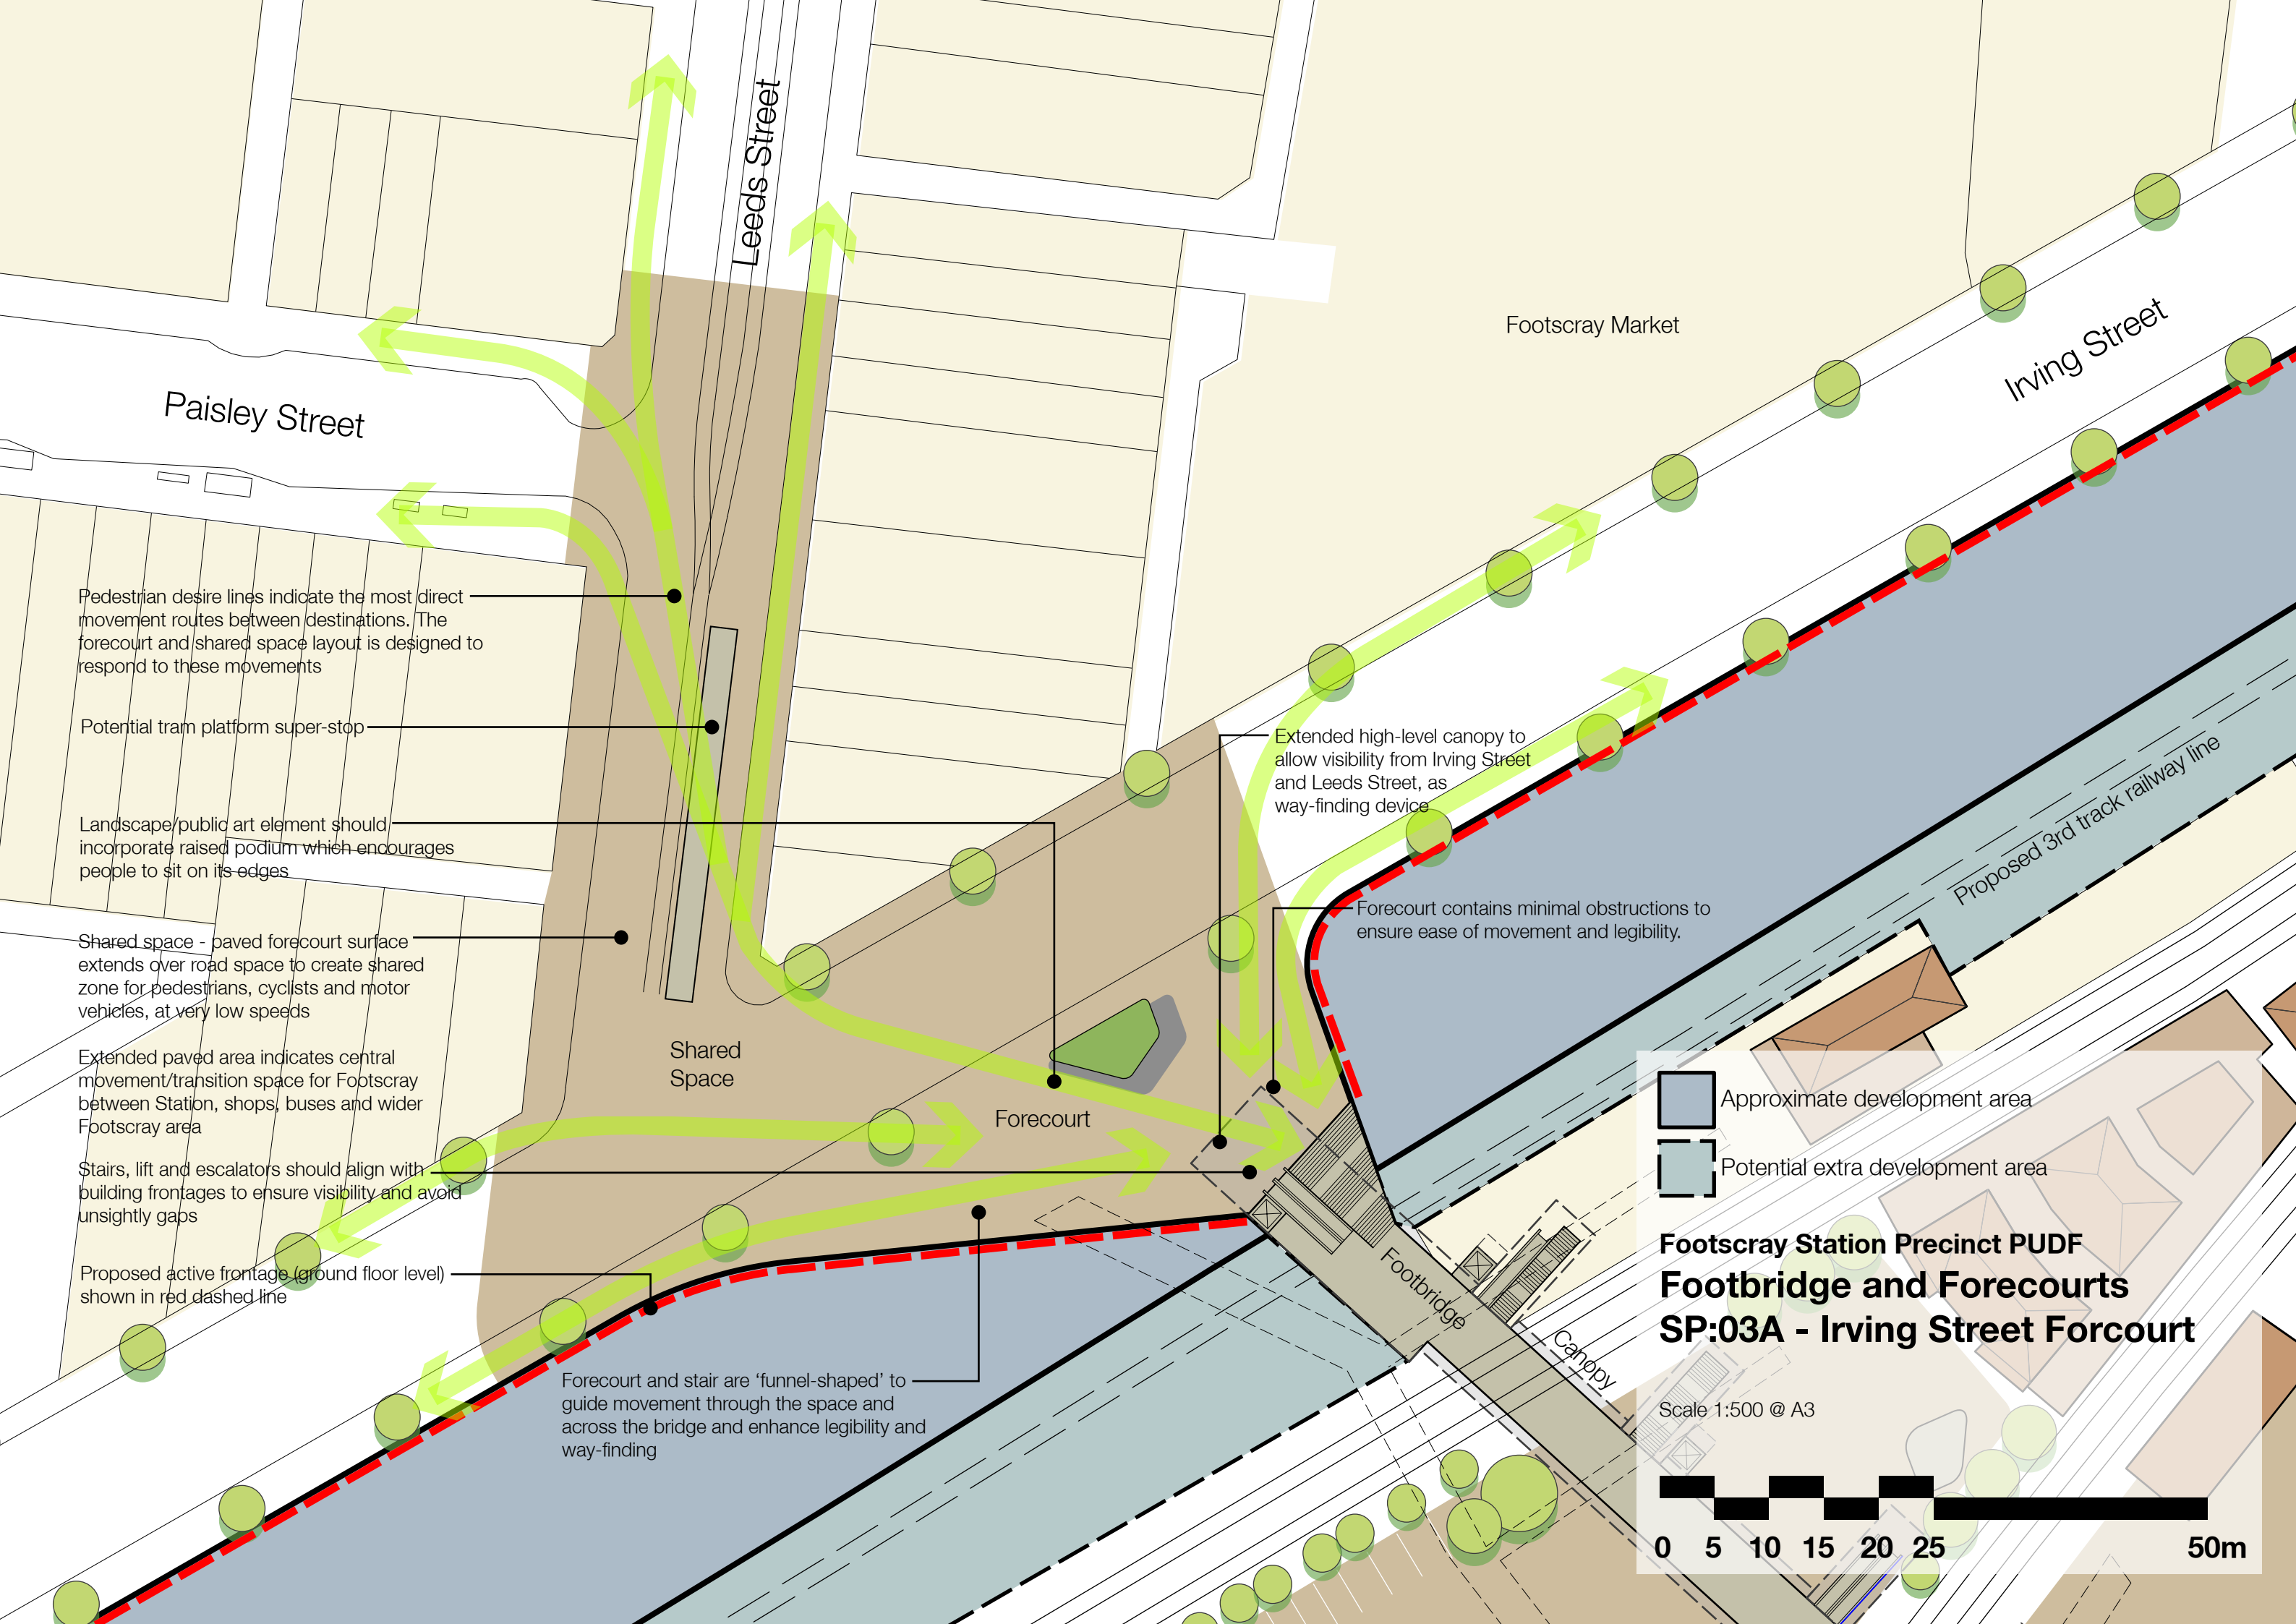 Leeds Street
Footscray Market
Irving Street
Paisley Street
Pedestrian desire lines indicate the most direct
movement routes between destinations. The
forecourt and shared space layout is designed to
respond to these movements
Potential tram platform super-stop
Extended high-level canopy to
allow visibility from Irving Street
and Leeds Street, as
way-finding device
Proposed 3rd track railway line
Landscape/public art element should
incorporate raised podium which encourages
people to sit on its edges
Forecourt contains minimal obstructions to
ensure ease of movement and legibility.
Shared space - paved forecourt surface
extends over road space to create shared
zone for pedestrians, cyclists and motor
vehicles, at very low speeds
Shared
Space
Extended paved area indicates central
movement/transition space for Footscray
between Station, shops, buses and wider
Footscray area
Forecourt
Stairs, lift and escalators should align with
building frontages to ensure visibility and avoid
unsightly gaps
Proposed active frontage (ground floor level)
shown in red dashed line
Forecourt and stair are ‘funnel-shaped’ to
guide movement through the space and
across the bridge and enhance legibility and
way-finding
Footbridge
Canopy
Approximate development area
Potential extra development area
Footscray Station Precinct PUDF
Footbridge and Forecourts
SP:03A - Irving Street Forcourt
Scale 1:500 @ A3
0 5 10 15 20 25 50m